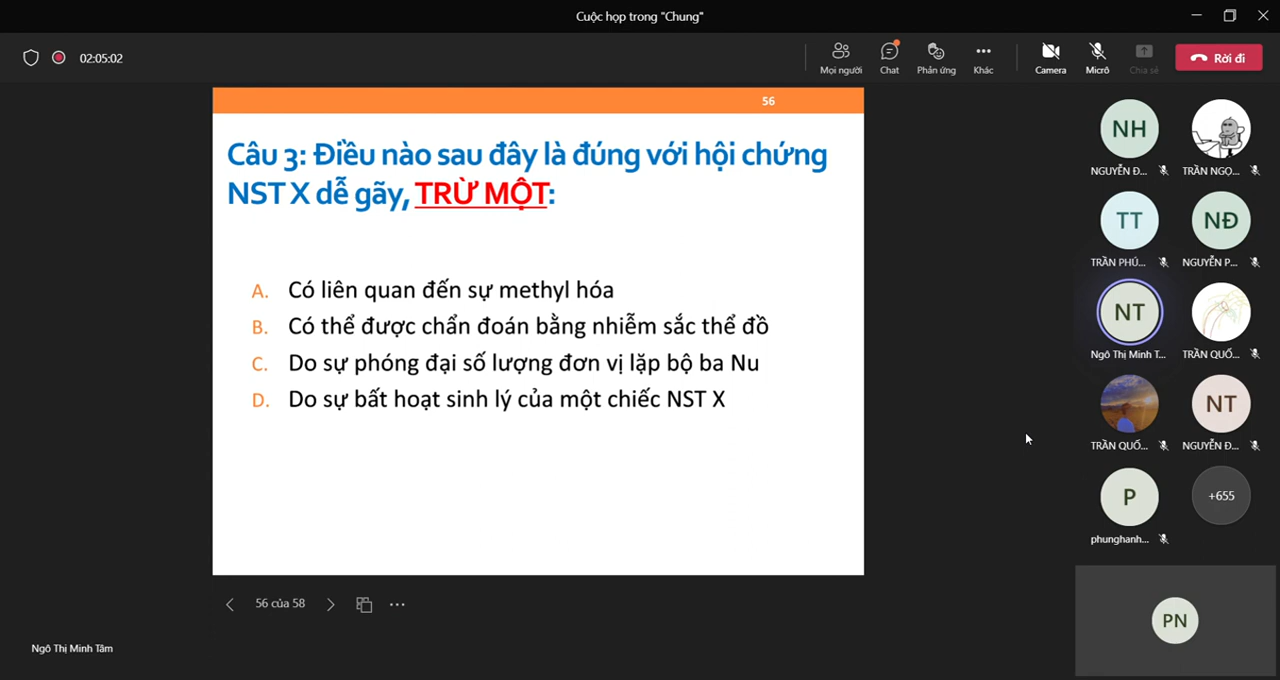 Cuộc họp trong "Chung"
02:05:02
Mọi người
Chat
Phản ứng
Khác
Camera
Micrô
Chia sẻ
Rời đi
56
Câu 3: Điều nào sau đây là đúng với hội chứng
NST X dễ gãy, TRỪ MỘT:
A. Có liên quan đến sự methyl hóa
B. Có thể được chẩn đoán bằng nhiễm sắc thể đồ
C. Do sự phóng đại số lượng đơn vị lặp bộ ba Nu
D. Do sự bất hoạt sinh lý của một chiếc NST X
56 của 58
Ngô Thị Minh Tâm
NH
NGUYỄN Đ...
TRẦN NGỌ...
TT
TRẦN PHÚ...
NĐ
NGUYỄN P...
NT
Ngô Thị Minh T...
TRẦN QUỐ...
TRẦN QUỐ...
NT
NGUYỄN Đ...
P
phunghanh...
+655
PN